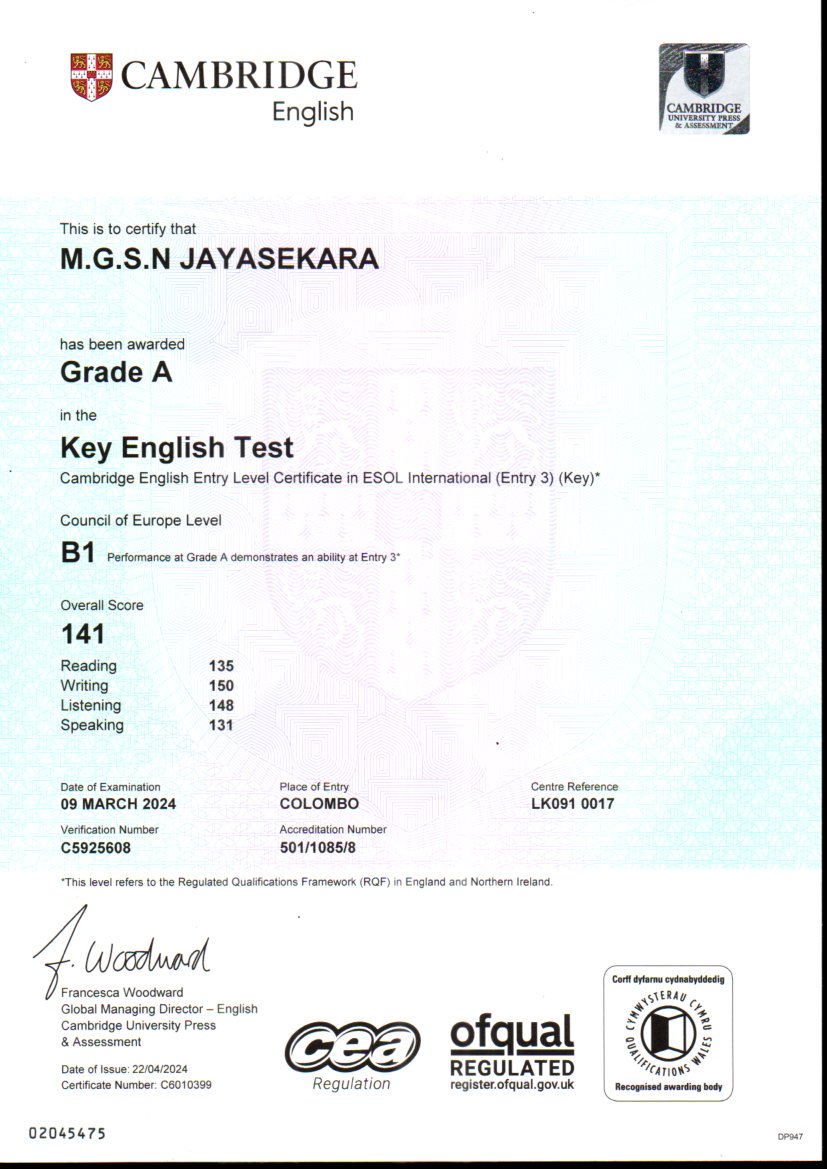 CAMBRIDGE
English
CAMBRIDGE
UNIVERSITY PRESS
& ASSESSMENT
This is to certify that
M.G.S.N JAYASEKARA
has been awarded
Grade A
in the
Key English Test
Cambridge English Entry Level Certificate in ESOL International (Entry 3) (Key)*
Council of Europe Level
B1 Performance at Grade A demonstrates an ability at Entry 3*
Overall Score
141
Reading 135
Writing 150
Listening 148
Speaking 131
Date of Examination Place of Entry Centre Reference
09 MARCH 2024 COLOMBO LK091 0017
Verification Number Accreditation Number
C5925608 501/1085/8
*This level refers to the Regulated Qualifications Framework (RQF) in England and Northern Ireland.
F. Woodward
Francesca Woodward
Global Managing Director – English
Cambridge University Press
& Assessment
Date of Issue: 22/04/2024
Certificate Number: C6010399
cea
Regulation
ofqual
REGULATED
register.ofqual.gov.uk
Corff dyfarnu cydnabyddedig
CYMWYSTERAU CYMRU
QUALIFICATIONS WALES
Recognised awarding body
02045475
DP947